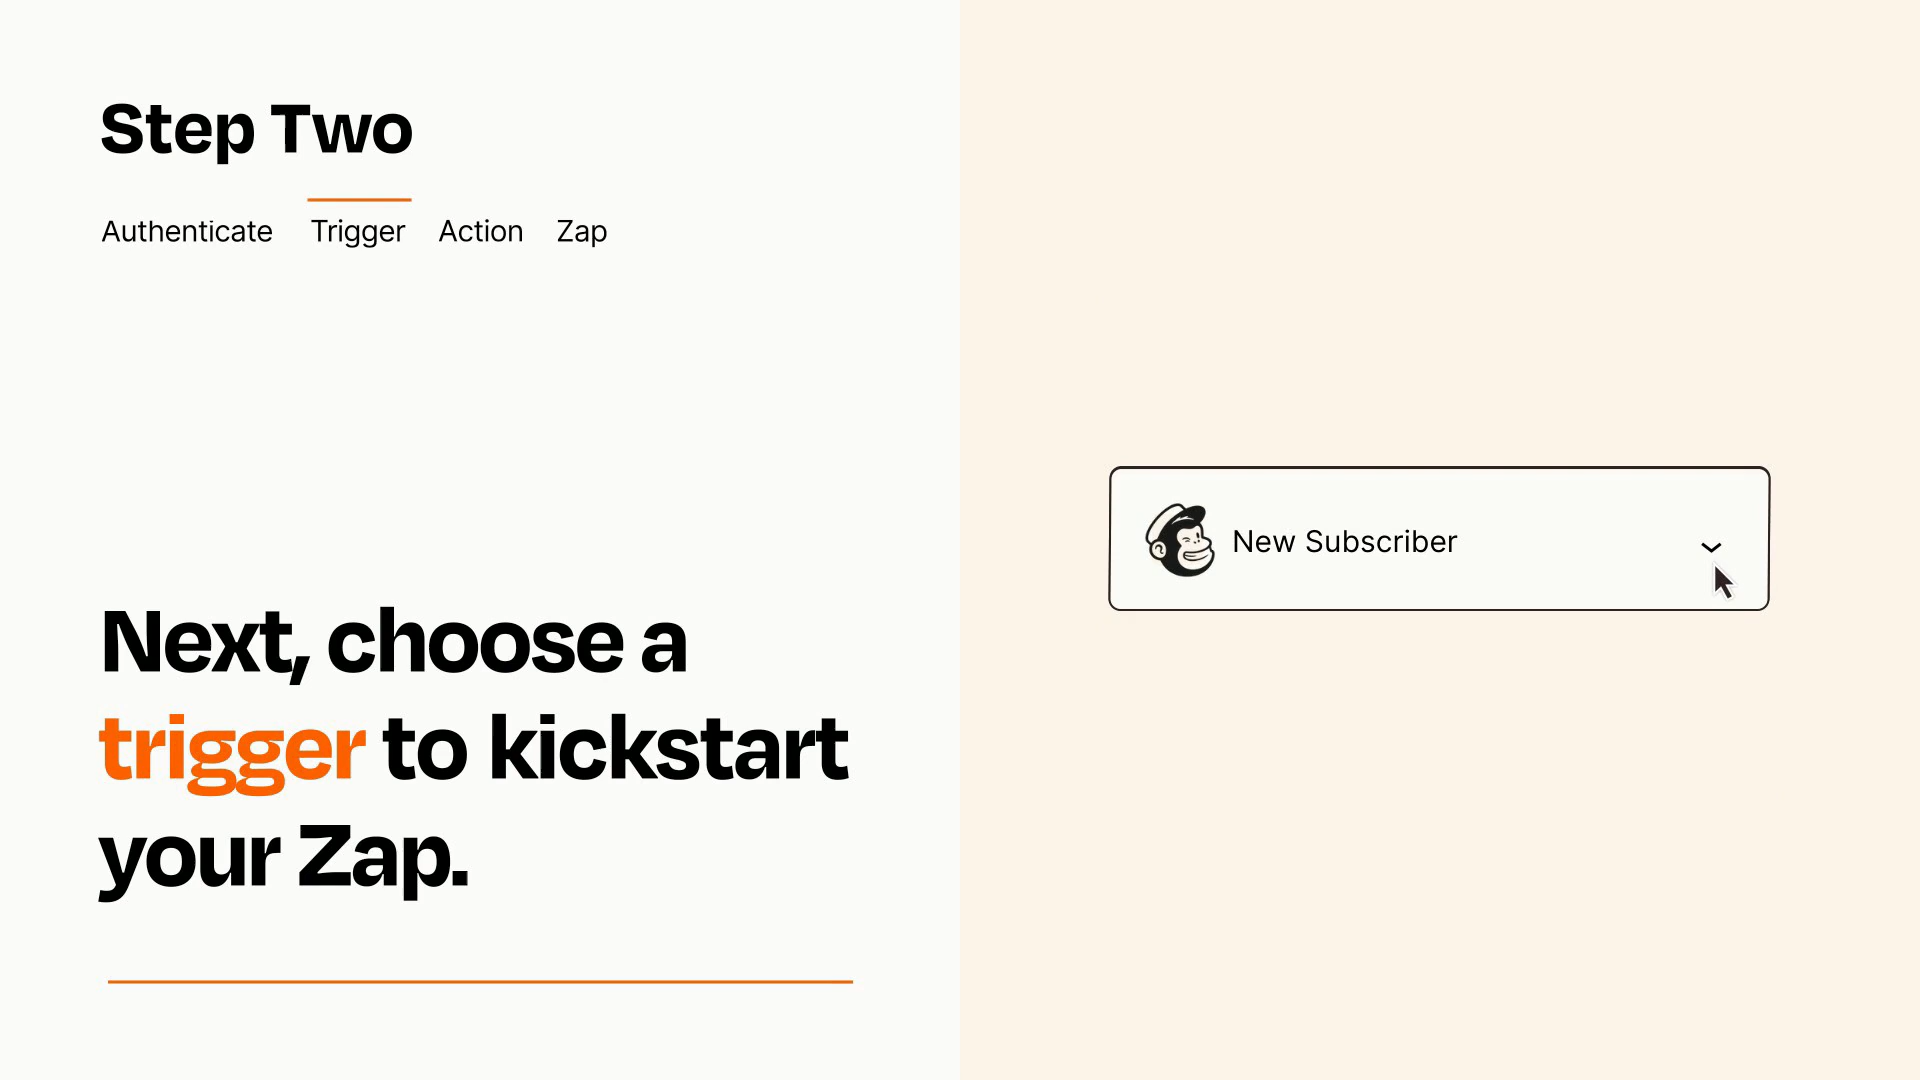 Step Two
Authenticate Trigger Action Zap
Next, choose a
trigger to kickstart
your Zap.
New Subscriber